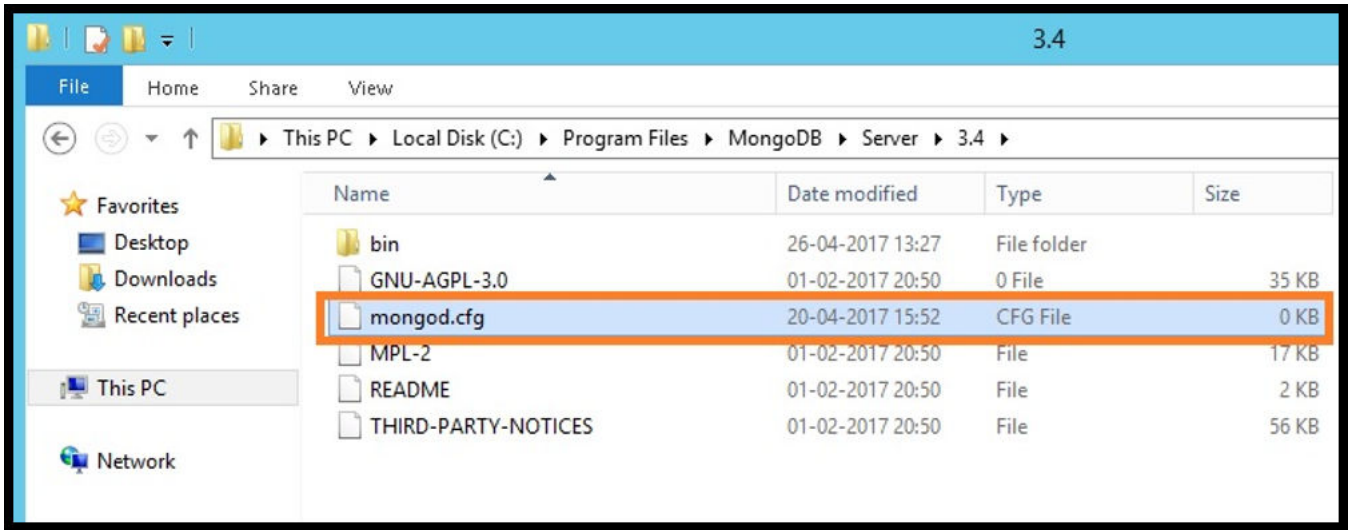 3.4
File Home Share View
This PC Local Disk (C:) Program Files MongoDB Server 3.4
Favorites
Desktop
Downloads
Recent places
This PC
Network
Name Date modified Type Size
bin 26-04-2017 13:27 File folder
GNU-AGPL-3.0 01-02-2017 20:50 0 File 35 KB
mongod.cfg 20-04-2017 15:52 CFG File 0 KB
MPL-2 01-02-2017 20:50 File 17 KB
README 01-02-2017 20:50 File 2 KB
THIRD-PARTY-NOTICES 01-02-2017 20:50 File 56 KB